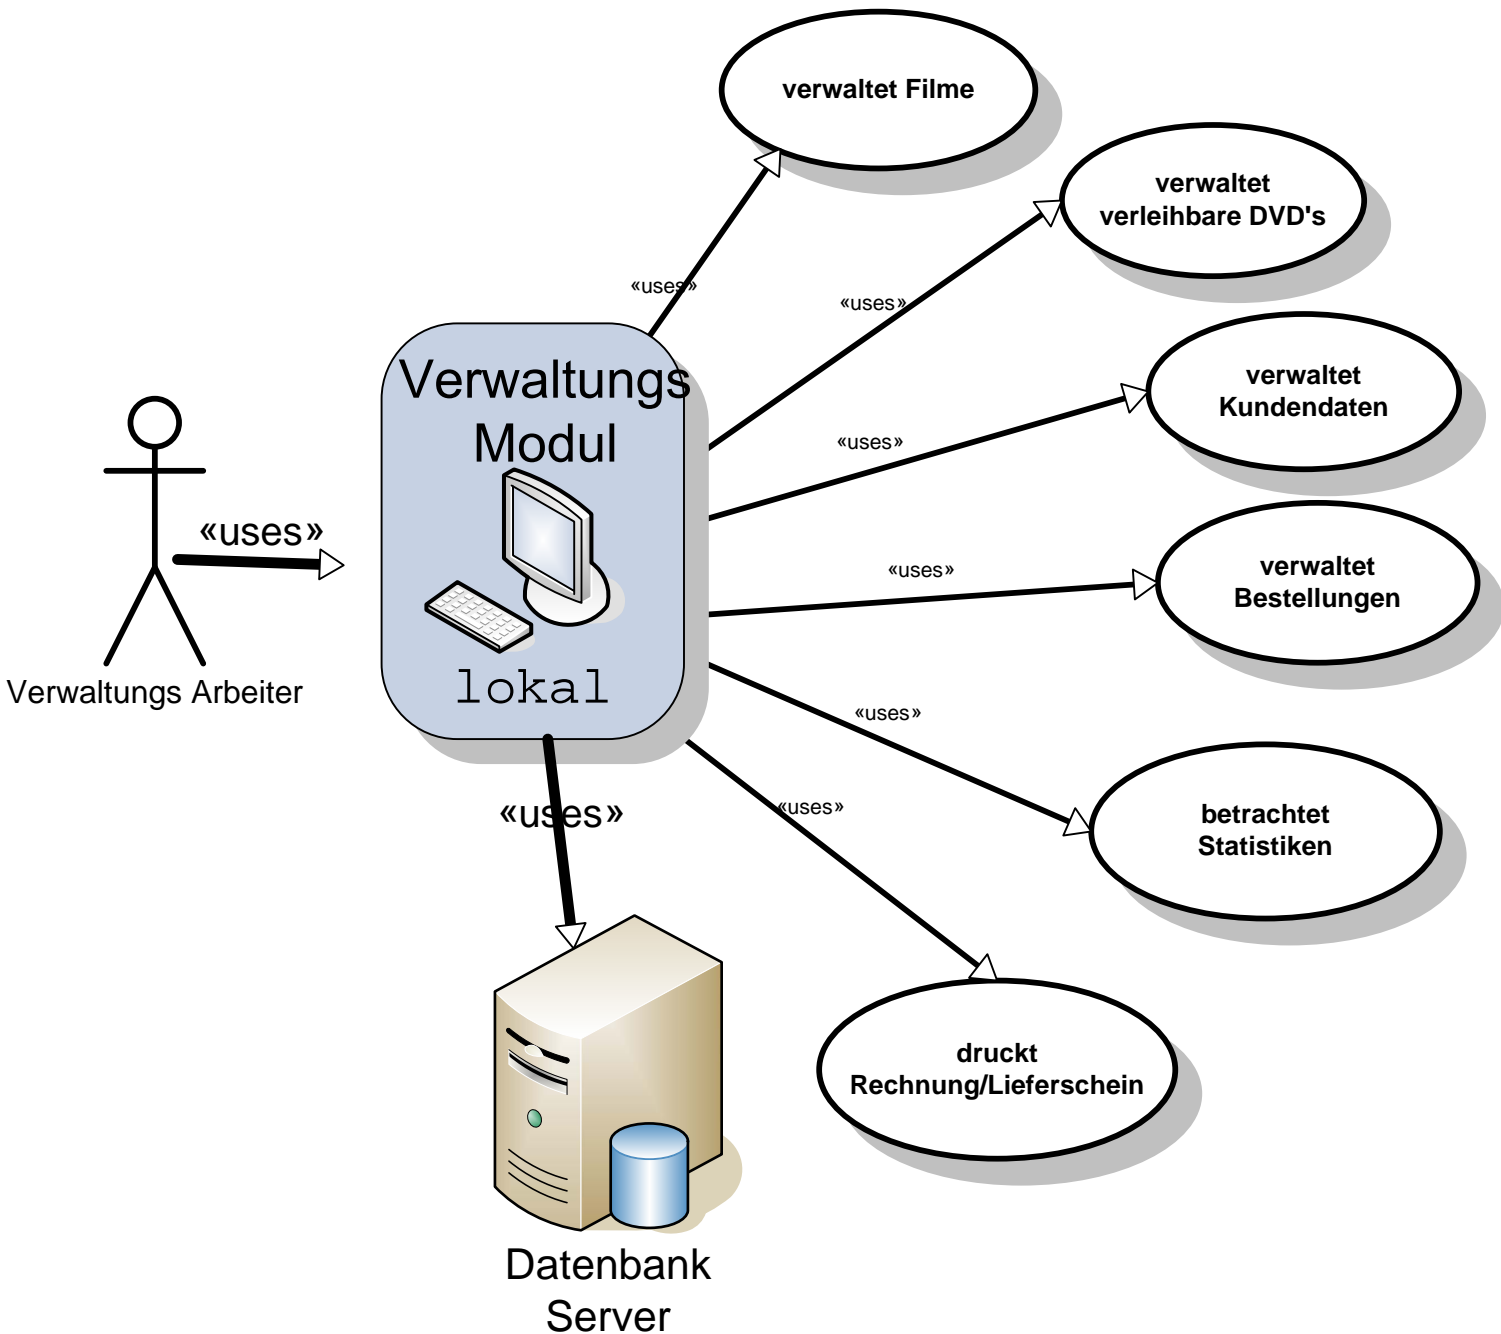 verwaltet Filme
verwaltet
verleihbare DVD's
«uses»
«uses»
Verwaltungs
Modul
verwaltet
Kundendaten
«uses»
«uses»
«uses»
verwaltet
Bestellungen
lokal
Verwaltungs Arbeiter
«uses»
«uses»
«uses»
betrachtet
Statistiken
druckt
Rechnung/Lieferschein
Datenbank
Server